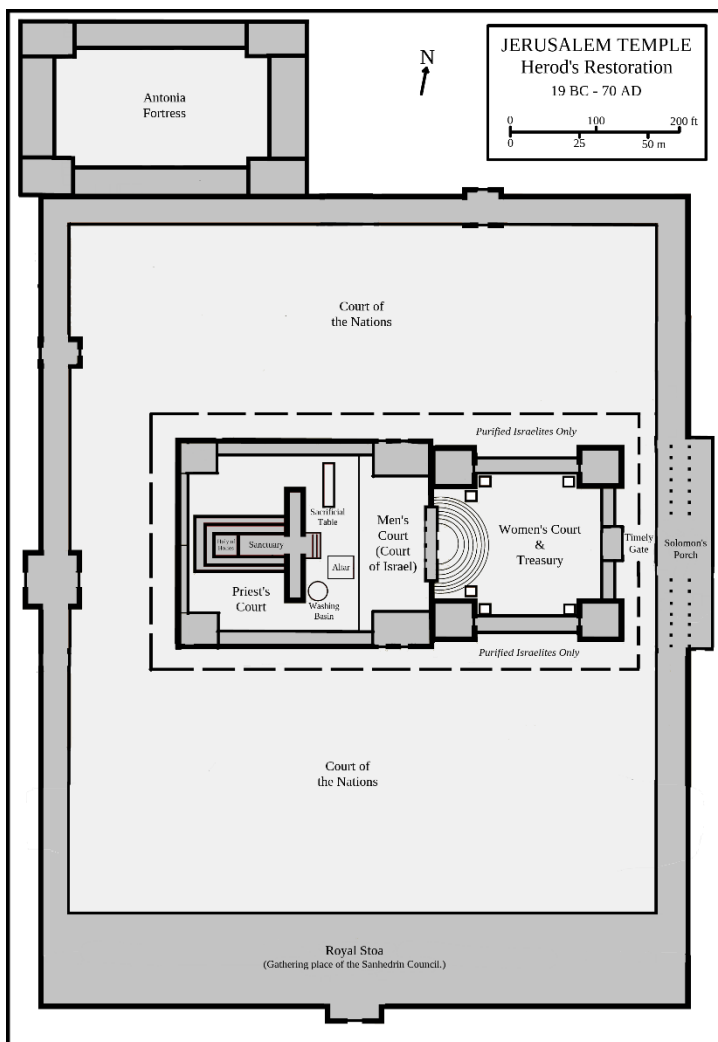 JERUSALEM TEMPLE
Herod's Restoration
19 BC - 70 AD
0 100 200 ft
0 25 50 m
N
Antonia
Fortress
Court of
the Nations
Purified Israelites Only
Sacrificial
Table
Men's
Court
(Court
of Israel)
Women's Court
&
Treasury
Timely
Gate
Solomon's
Porch
Holy of
Holies
Sanctuary
Altar
Priest's
Court
Washing
Basin
Purified Israelites Only
Court of
the Nations
Royal Stoa
(Gathering place of the Sanhedrin Council.)